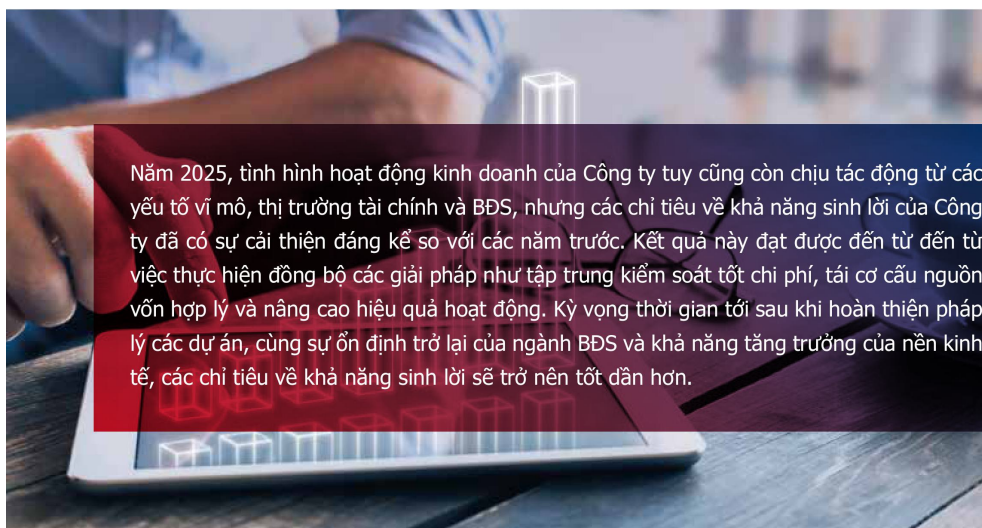 Năm 2025, tình hình hoạt động kinh doanh của Công ty tuy cũng còn chịu tác động từ các
yếu tố vĩ mô, thị trường tài chính và BĐS, nhưng các chỉ tiêu về khả năng sinh lời của Công
ty đã có sự cải thiện đáng kể so với các năm trước. Kết quả này đạt được đến từ đến từ
việc thực hiện đồng bộ các giải pháp như tập trung kiểm soát tốt chi phí, tái cơ cấu nguồn
vốn hợp lý và nâng cao hiệu quả hoạt động. Kỳ vọng thời gian tới sau khi hoàn thiện pháp
lý các dự án, cùng sự ổn định trở lại của ngành BĐS và khả năng tăng trưởng của nền kinh
tế, các chỉ tiêu về khả năng sinh lời sẽ trở nên tốt dần hơn.